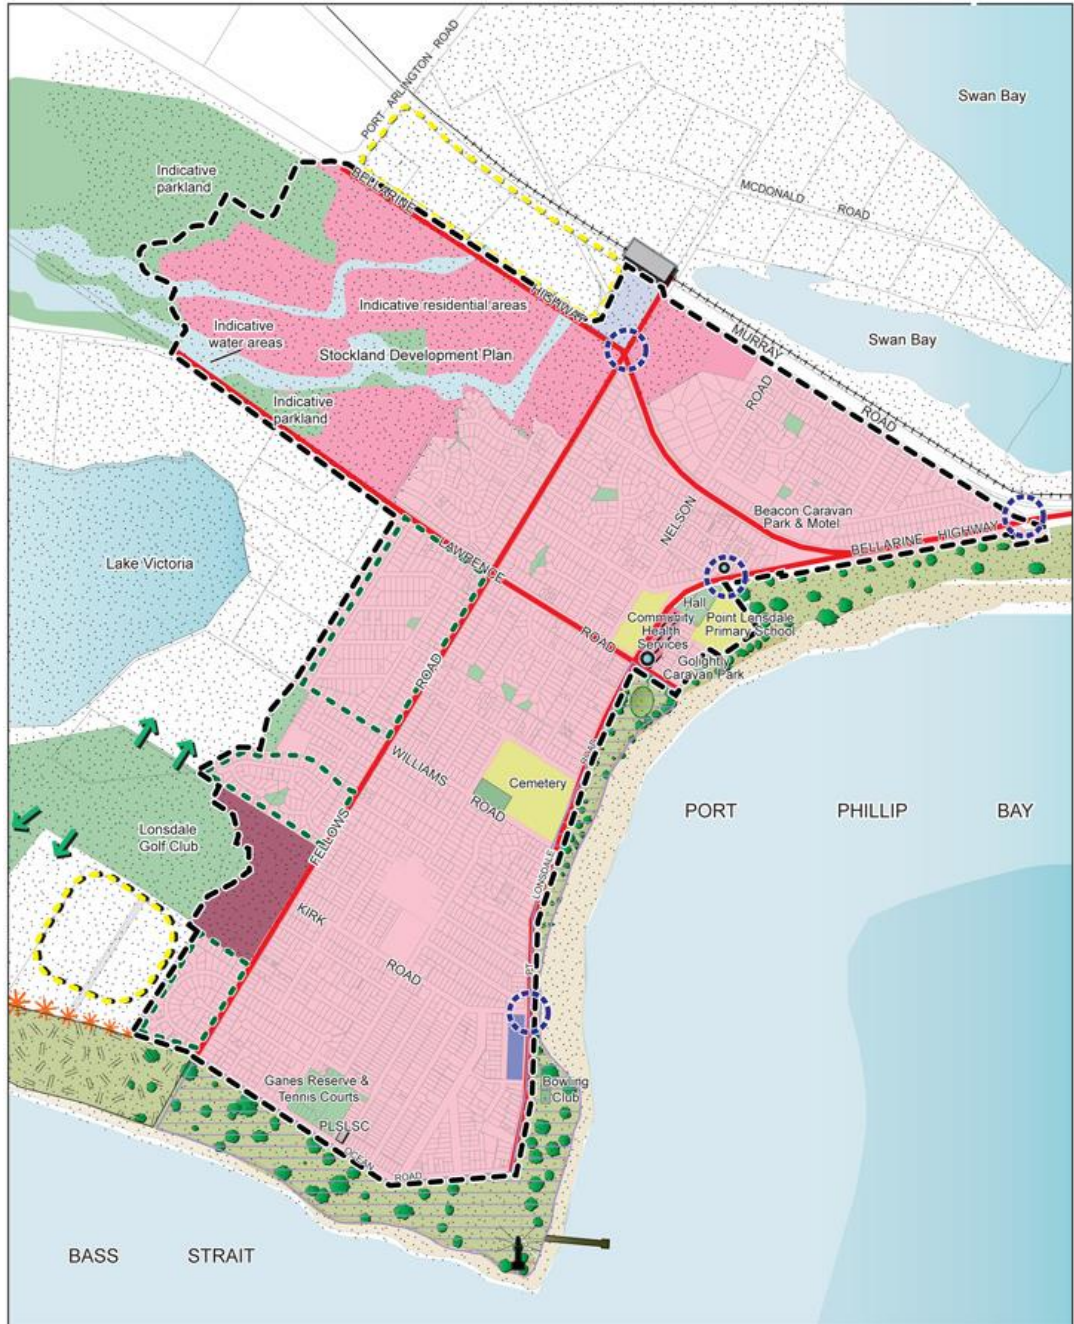 PORT ARLINGTON ROAD
Swan Bay
Indicative
parkland
BELLARINE
MCDONALD ROAD
HIGHWAY
Indicative residential areas
Indicative
water areas
Stockland Development Plan
MURRAY
ROAD
Swan Bay
ROAD
Indicative
parkland
NELSON
Beacon Caravan
Park & Motel
BELLARINE HIGHWAY
LAWRENCE
ROAD
Lake Victoria
Hall
Community
Health
Services
Point Lonsdale
Primary School
Golightly
Caravan Park
ROAD
ROAD
WILLIAMS
ROAD
Cemetery
PORT PHILLIP BAY
Lonsdale
Golf Club
FELLOWS
LONSDALE
KIRK
ROAD
PT
Ganes Reserve &
Tennis Courts
Bowling
Club
PLSLSC
OCEAN
ROAD
BASS STRAIT